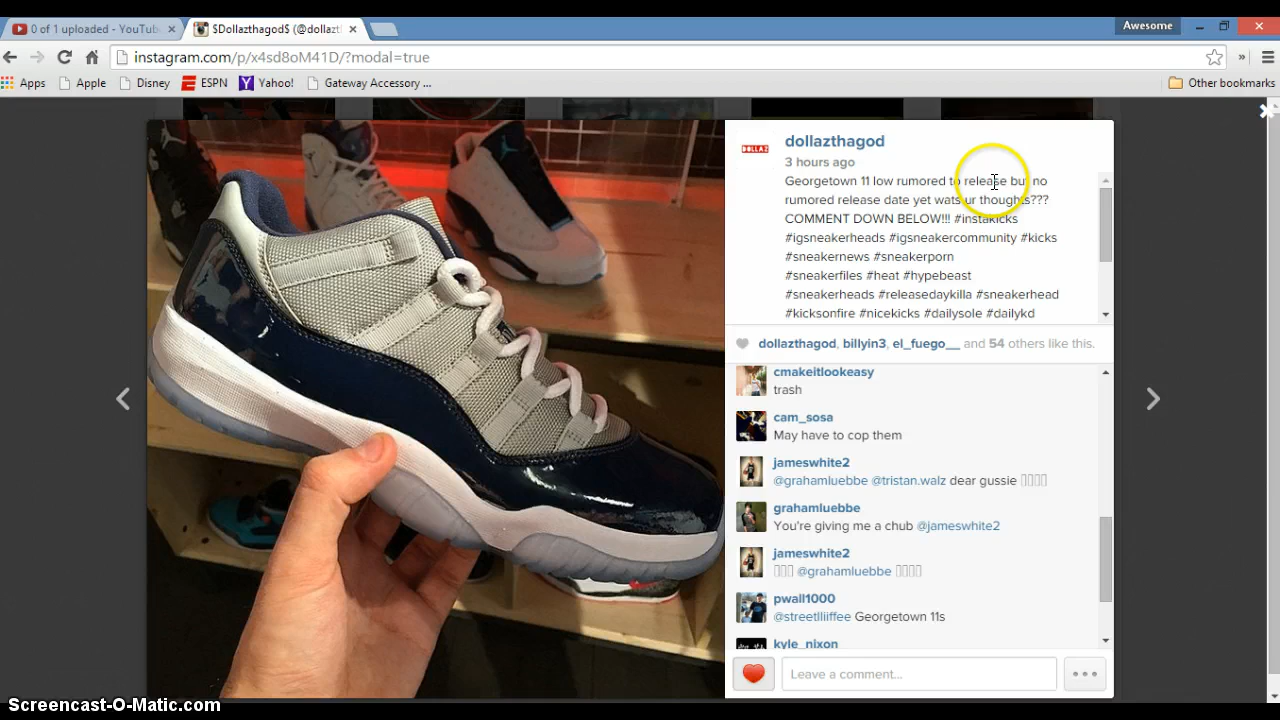 0 of 1 uploaded - YouTub
$Dollazthagod$ (@dollazt
Awesome
instagram.com/p/x4sd8oM41D/?modal=true
Apps Apple Disney ESPN Yahoo! Gateway Accessory ... Other bookmarks
DOLLAZ
dollazthagod
3 hours ago
Georgetown 11 low rumored to release but no
rumored release date yet wats ur thoughts???
COMMENT DOWN BELOW!!! #instakicks
#igsneakerheads #igsneakercommunity #kicks
#sneakernews #sneakerporn
#sneakerfiles #heat #hypebeast
#sneakerheads #releasedaykilla #sneakerhead
#kicksonfire #nicekicks #dailysole #dailykd
dollazthagod, billyin3, el_fuego__ and 54 others like this.
cmakeitlookeasy
trash
cam_sosa
May have to cop them
jameswhite2
@grahamluebbe @tristan.walz dear gussie
grahamluebbe
You're giving me a chub @jameswhite2
jameswhite2
@grahamluebbe
pwall1000
@streetlliiffee Georgetown 11s
kyle_nixon
Leave a comment...
Screencast-O-Matic.com